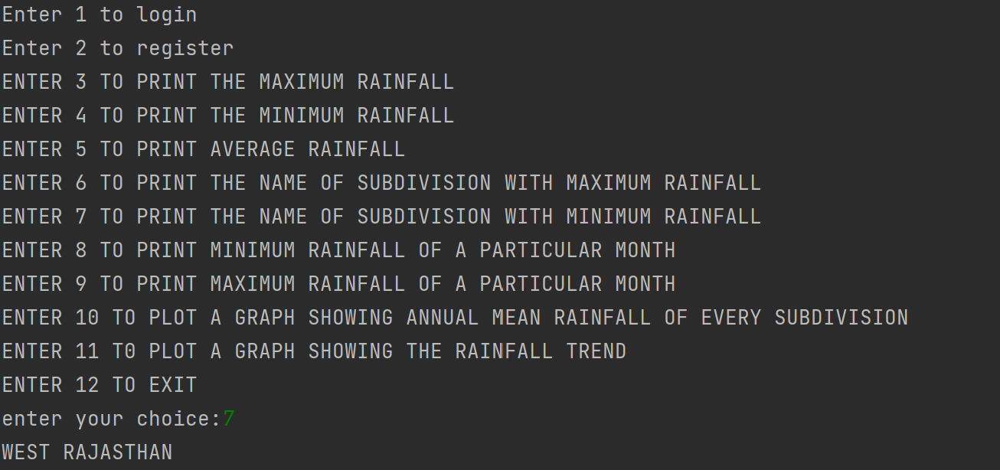 Enter 1 to login
Enter 2 to register
ENTER 3 TO PRINT THE MAXIMUM RAINFALL
ENTER 4 TO PRINT THE MINIMUM RAINFALL
ENTER 5 TO PRINT AVERAGE RAINFALL
ENTER 6 TO PRINT THE NAME OF SUBDIVISION WITH MAXIMUM RAINFALL
ENTER 7 TO PRINT THE NAME OF SUBDIVISION WITH MINIMUM RAINFALL
ENTER 8 TO PRINT MINIMUM RAINFALL OF A PARTICULAR MONTH
ENTER 9 TO PRINT MAXIMUM RAINFALL OF A PARTICULAR MONTH
ENTER 10 TO PLOT A GRAPH SHOWING ANNUAL MEAN RAINFALL OF EVERY SUBDIVISION
ENTER 11 T0 PLOT A GRAPH SHOWING THE RAINFALL TREND
ENTER 12 TO EXIT
enter your choice:7
WEST RAJASTHAN